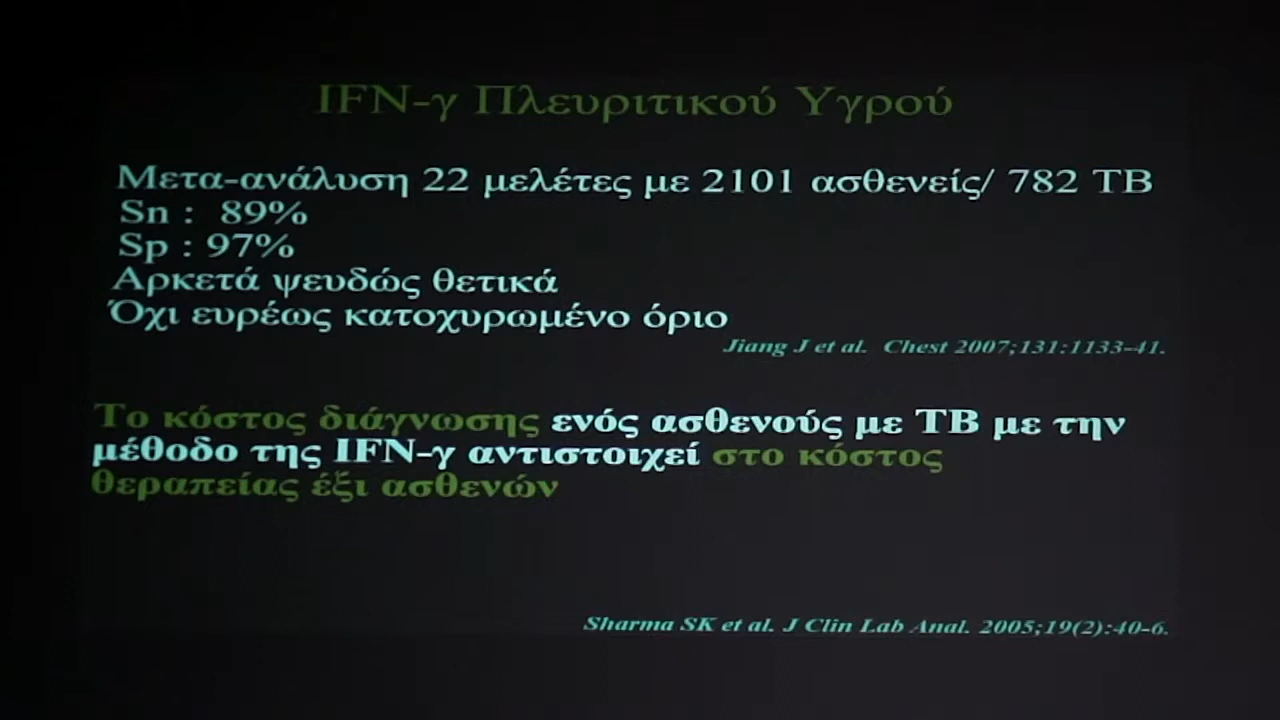 IFN-γ Πλευριτικού Υγρού
Μετα-ανάλυση 22 μελέτες με 2101 ασθενείς/ 782 ΤΒ
Sn : 89%
Sp : 97%
Αρκετά ψευδώς θετικά
Όχι ευρέως κατοχυρωμένο όριο
Jiang J et al. Chest 2007;131:1133-41.
Το κόστος διάγνωσης ενός ασθενούς με ΤΒ με την
μέθοδο της IFN-γ αντιστοιχεί στο κόστος
θεραπείας έξι ασθενών
Sharma SK et al. J Clin Lab Anal. 2005;19(2):40-6.